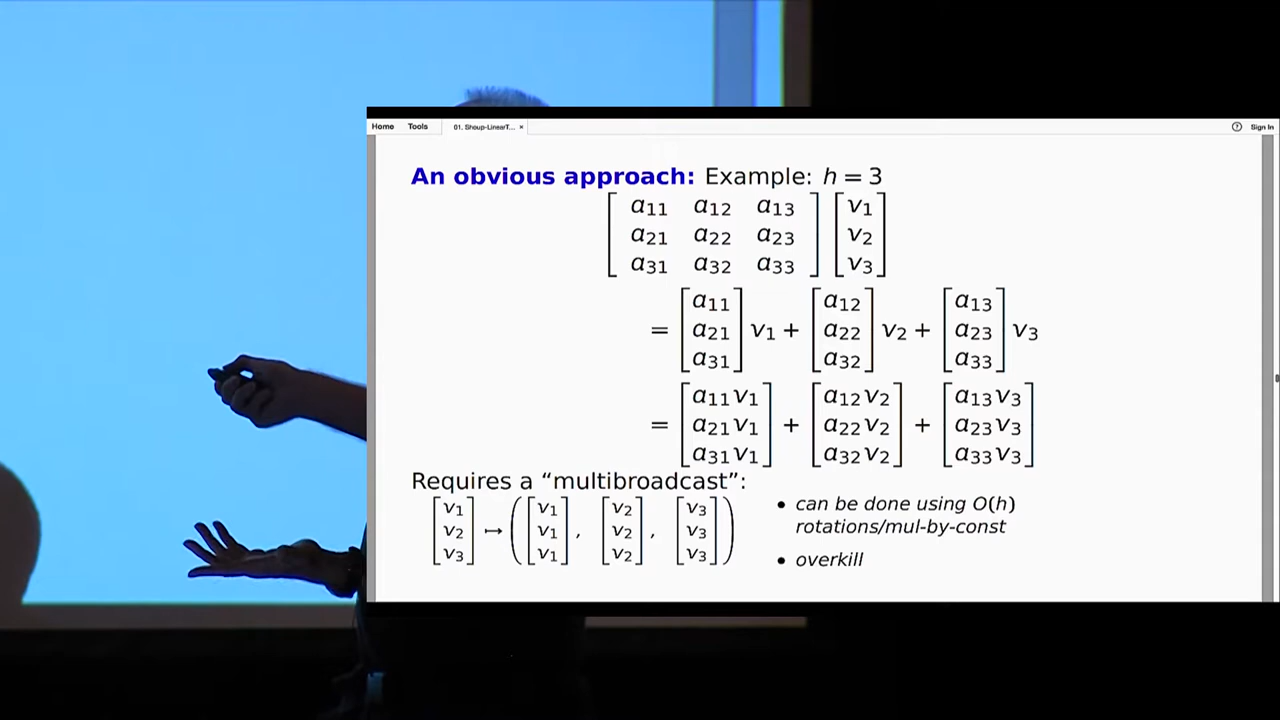 Home Tools 01. Shoup-LinearT... × ? Sign In
An obvious approach: Example: h = 3
[ a₁₁ a₁₂ a₁₃ ] [ v₁ ]
[ a₂₁ a₂₂ a₂₃ ] [ v₂ ]
[ a₃₁ a₃₂ a₃₃ ] [ v₃ ]
[ a₁₁ ] [ a₁₂ ] [ a₁₃ ]
= [ a₂₁ ] v₁ + [ a₂₂ ] v₂ + [ a₂₃ ] v₃
[ a₃₁ ] [ a₃₂ ] [ a₃₃ ]
[ a₁₁v₁ ] [ a₁₂v₂ ] [ a₁₃v₃ ]
= [ a₂₁v₁ ] + [ a₂₂v₂ ] + [ a₂₃v₃ ]
[ a₃₁v₁ ] [ a₃₂v₂ ] [ a₃₃v₃ ]
Requires a “multibroadcast”:
[ v₁ ] ( [ v₁ ] [ v₂ ] [ v₃ ] )
[ v₂ ] ↦ ( [ v₁ ] , [ v₂ ] , [ v₃ ] )
[ v₃ ] ( [ v₁ ] [ v₂ ] [ v₃ ] )
• can be done using O(h)
rotations/mul-by-const
• overkill